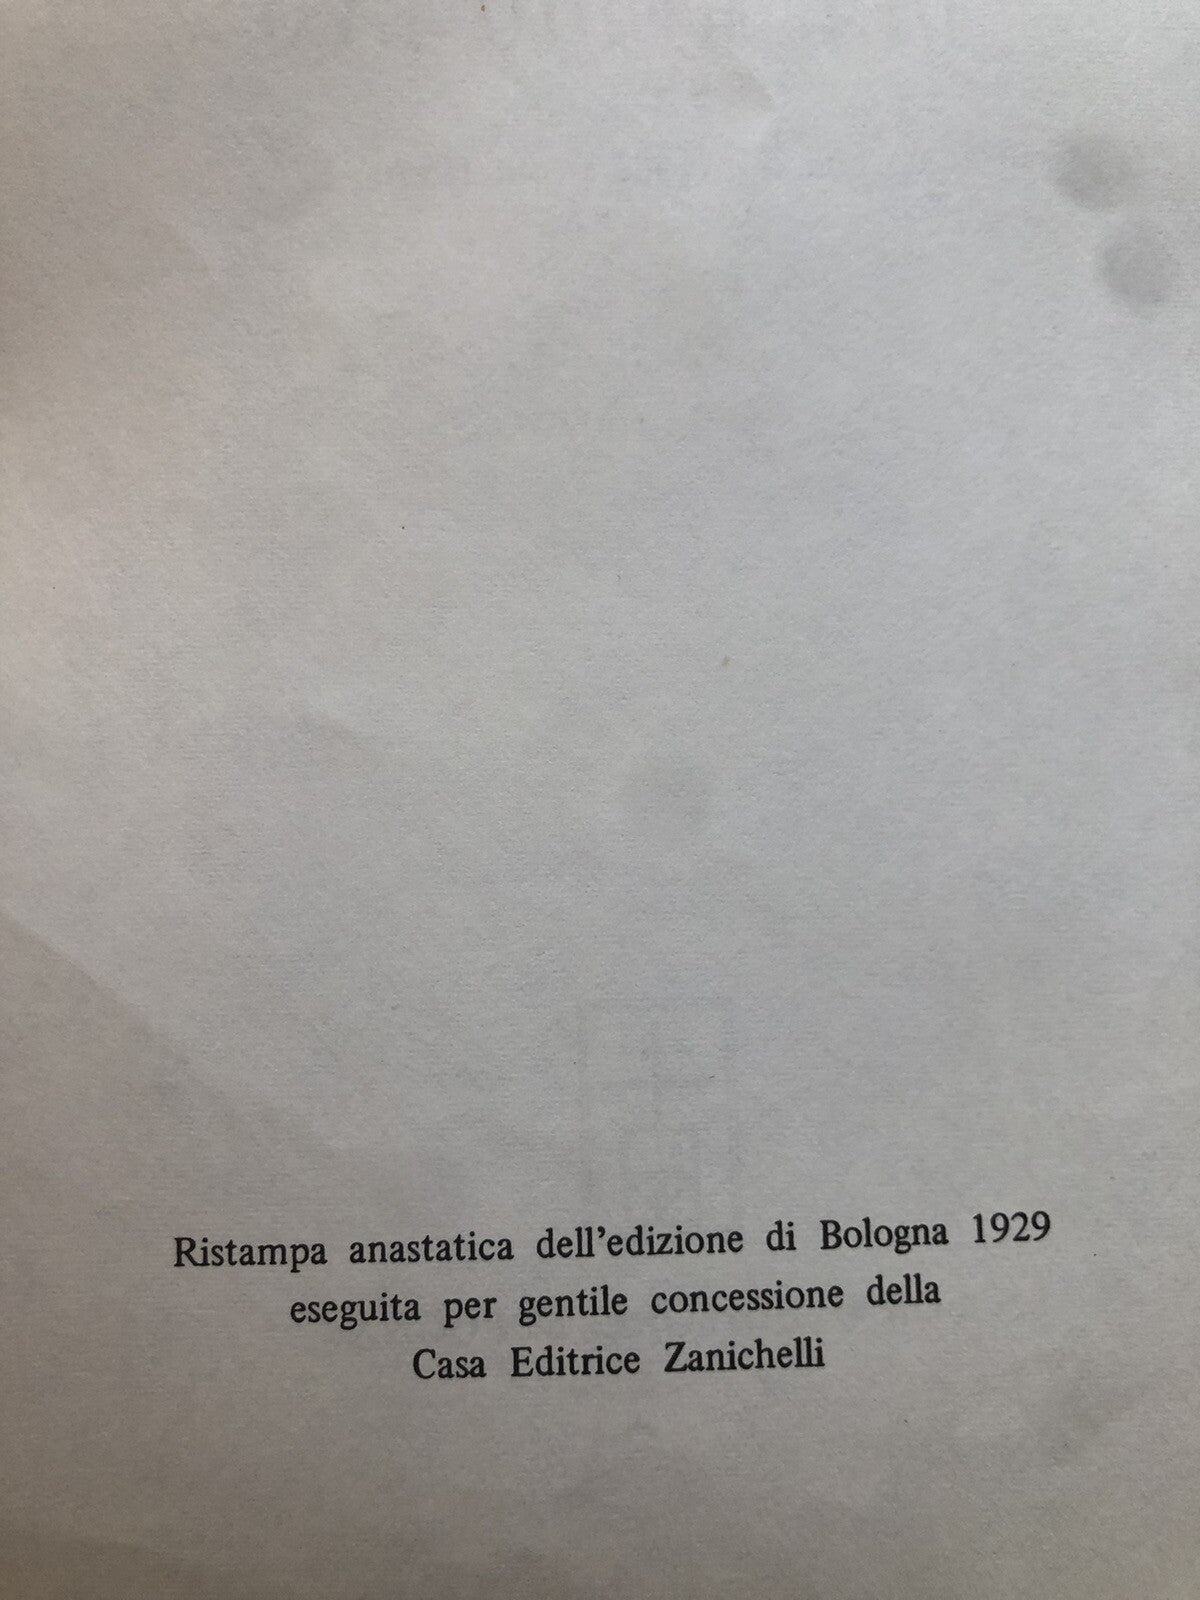 Ristampa anastatica dell'edizione di Bologna 1929
eseguita per gentile concessione della
Casa Editrice Zanichelli